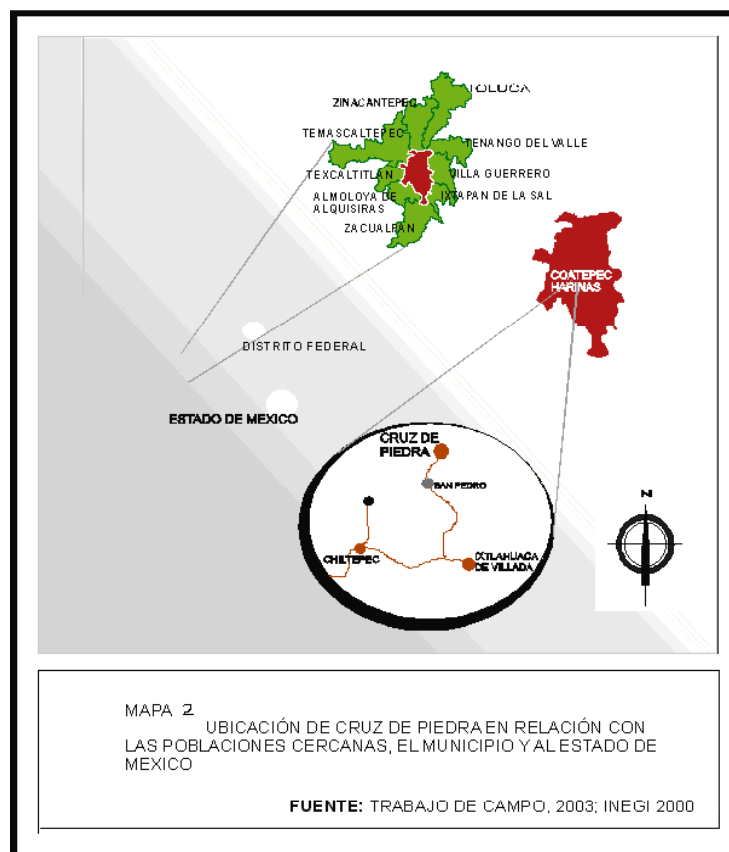 TOLUCA
ZINACANTEPEC
TEMASCALTEPEC
TENANGO DEL VALLE
TEXCALTITLAN
VILLA GUERRERO
ALMOLOYA DE
ALQUISIRAS
IXTAPAN DE LA SAL
ZACUALPAN
COATEPEC
HARINAS
DISTRITO FEDERAL
ESTADO DE MEXICO
CRUZ DE
PIEDRA
SAN PEDRO
CHILTEPEC
IXTLAHUACA
DE VILLADA
N
MAPA 2
UBICACIÓN DE CRUZ DE PIEDRA EN RELACIÓN CON
LAS POBLACIONES CERCANAS, EL MUNICIPIO Y AL ESTADO DE
MEXICO
FUENTE: TRABAJO DE CAMPO, 2003; INEGI 2000